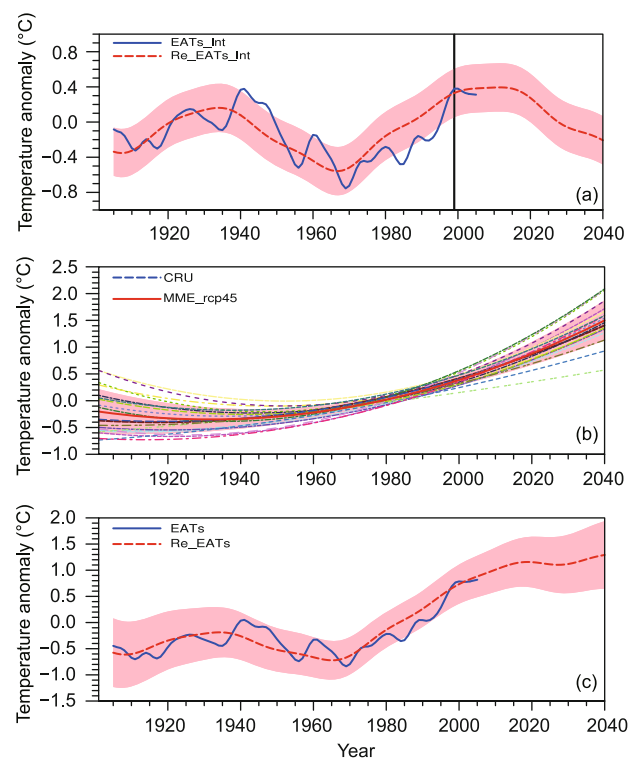 Temperature anomaly (°C)
0.8
0.4
0.0
−0.4
−0.8
EATs_Int
Re_EATs_Int
(a)
1920 1940 1960 1980 2000 2020 2040
Temperature anomaly (°C)
2.5
2.0
1.5
1.0
0.5
0.0
−0.5
−1.0
CRU
MME_rcp45
(b)
1920 1940 1960 1980 2000 2020 2040
Temperature anomaly (°C)
2.0
1.5
1.0
0.5
0.0
−0.5
−1.0
−1.5
EATs
Re_EATs
(c)
1920 1940 1960 1980 2000 2020 2040
Year